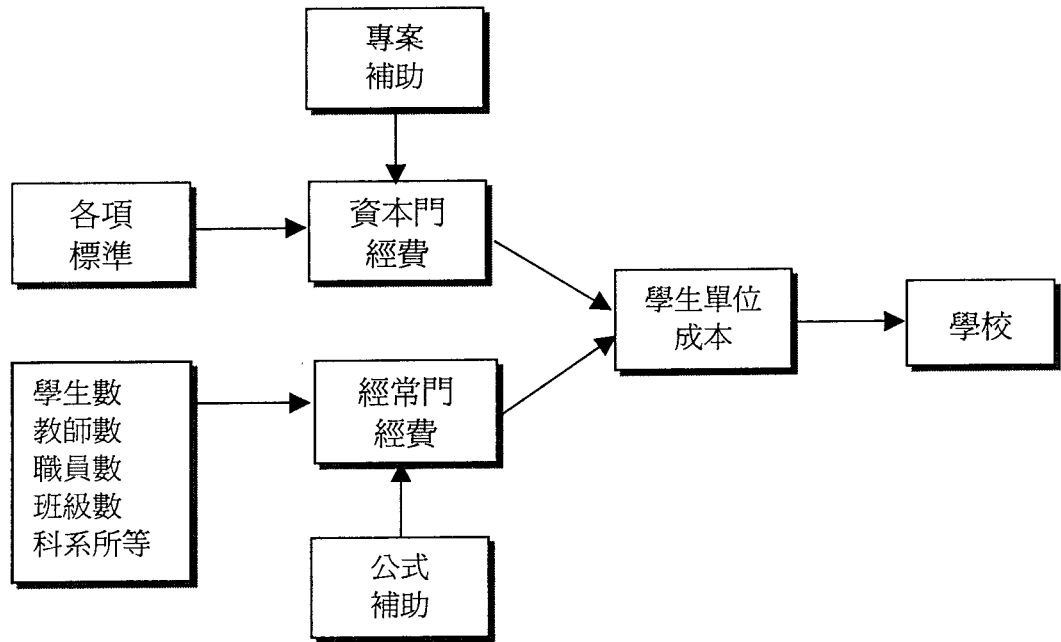 專案
補助
各項
標準
資本門
經費
學生單位
成本
學校
學生數
教師數
職員數
班級數
科系所等
經常門
經費
公式
補助